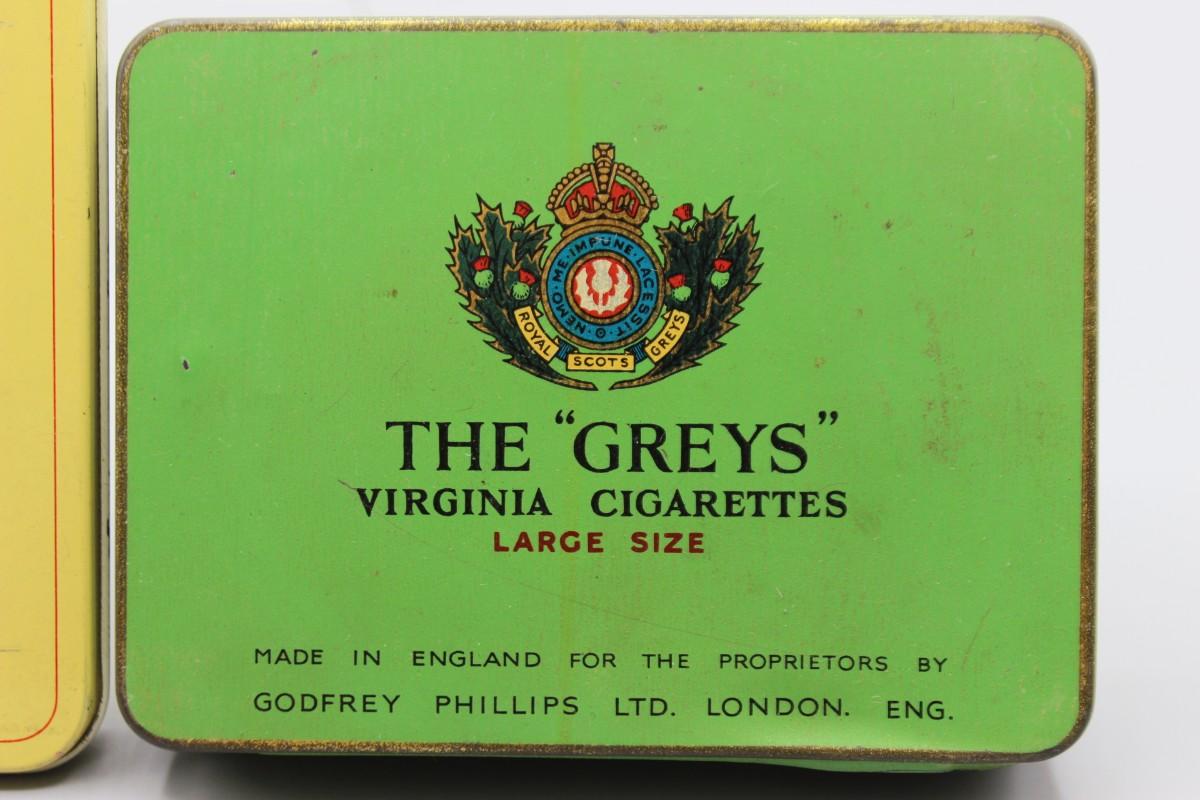 NEMO·ME·IMPUNE·LACESSIT
ROYAL SCOTS GREYS
THE “GREYS”
VIRGINIA CIGARETTES
LARGE SIZE
MADE IN ENGLAND FOR THE PROPRIETORS BY
GODFREY PHILLIPS LTD. LONDON. ENG.